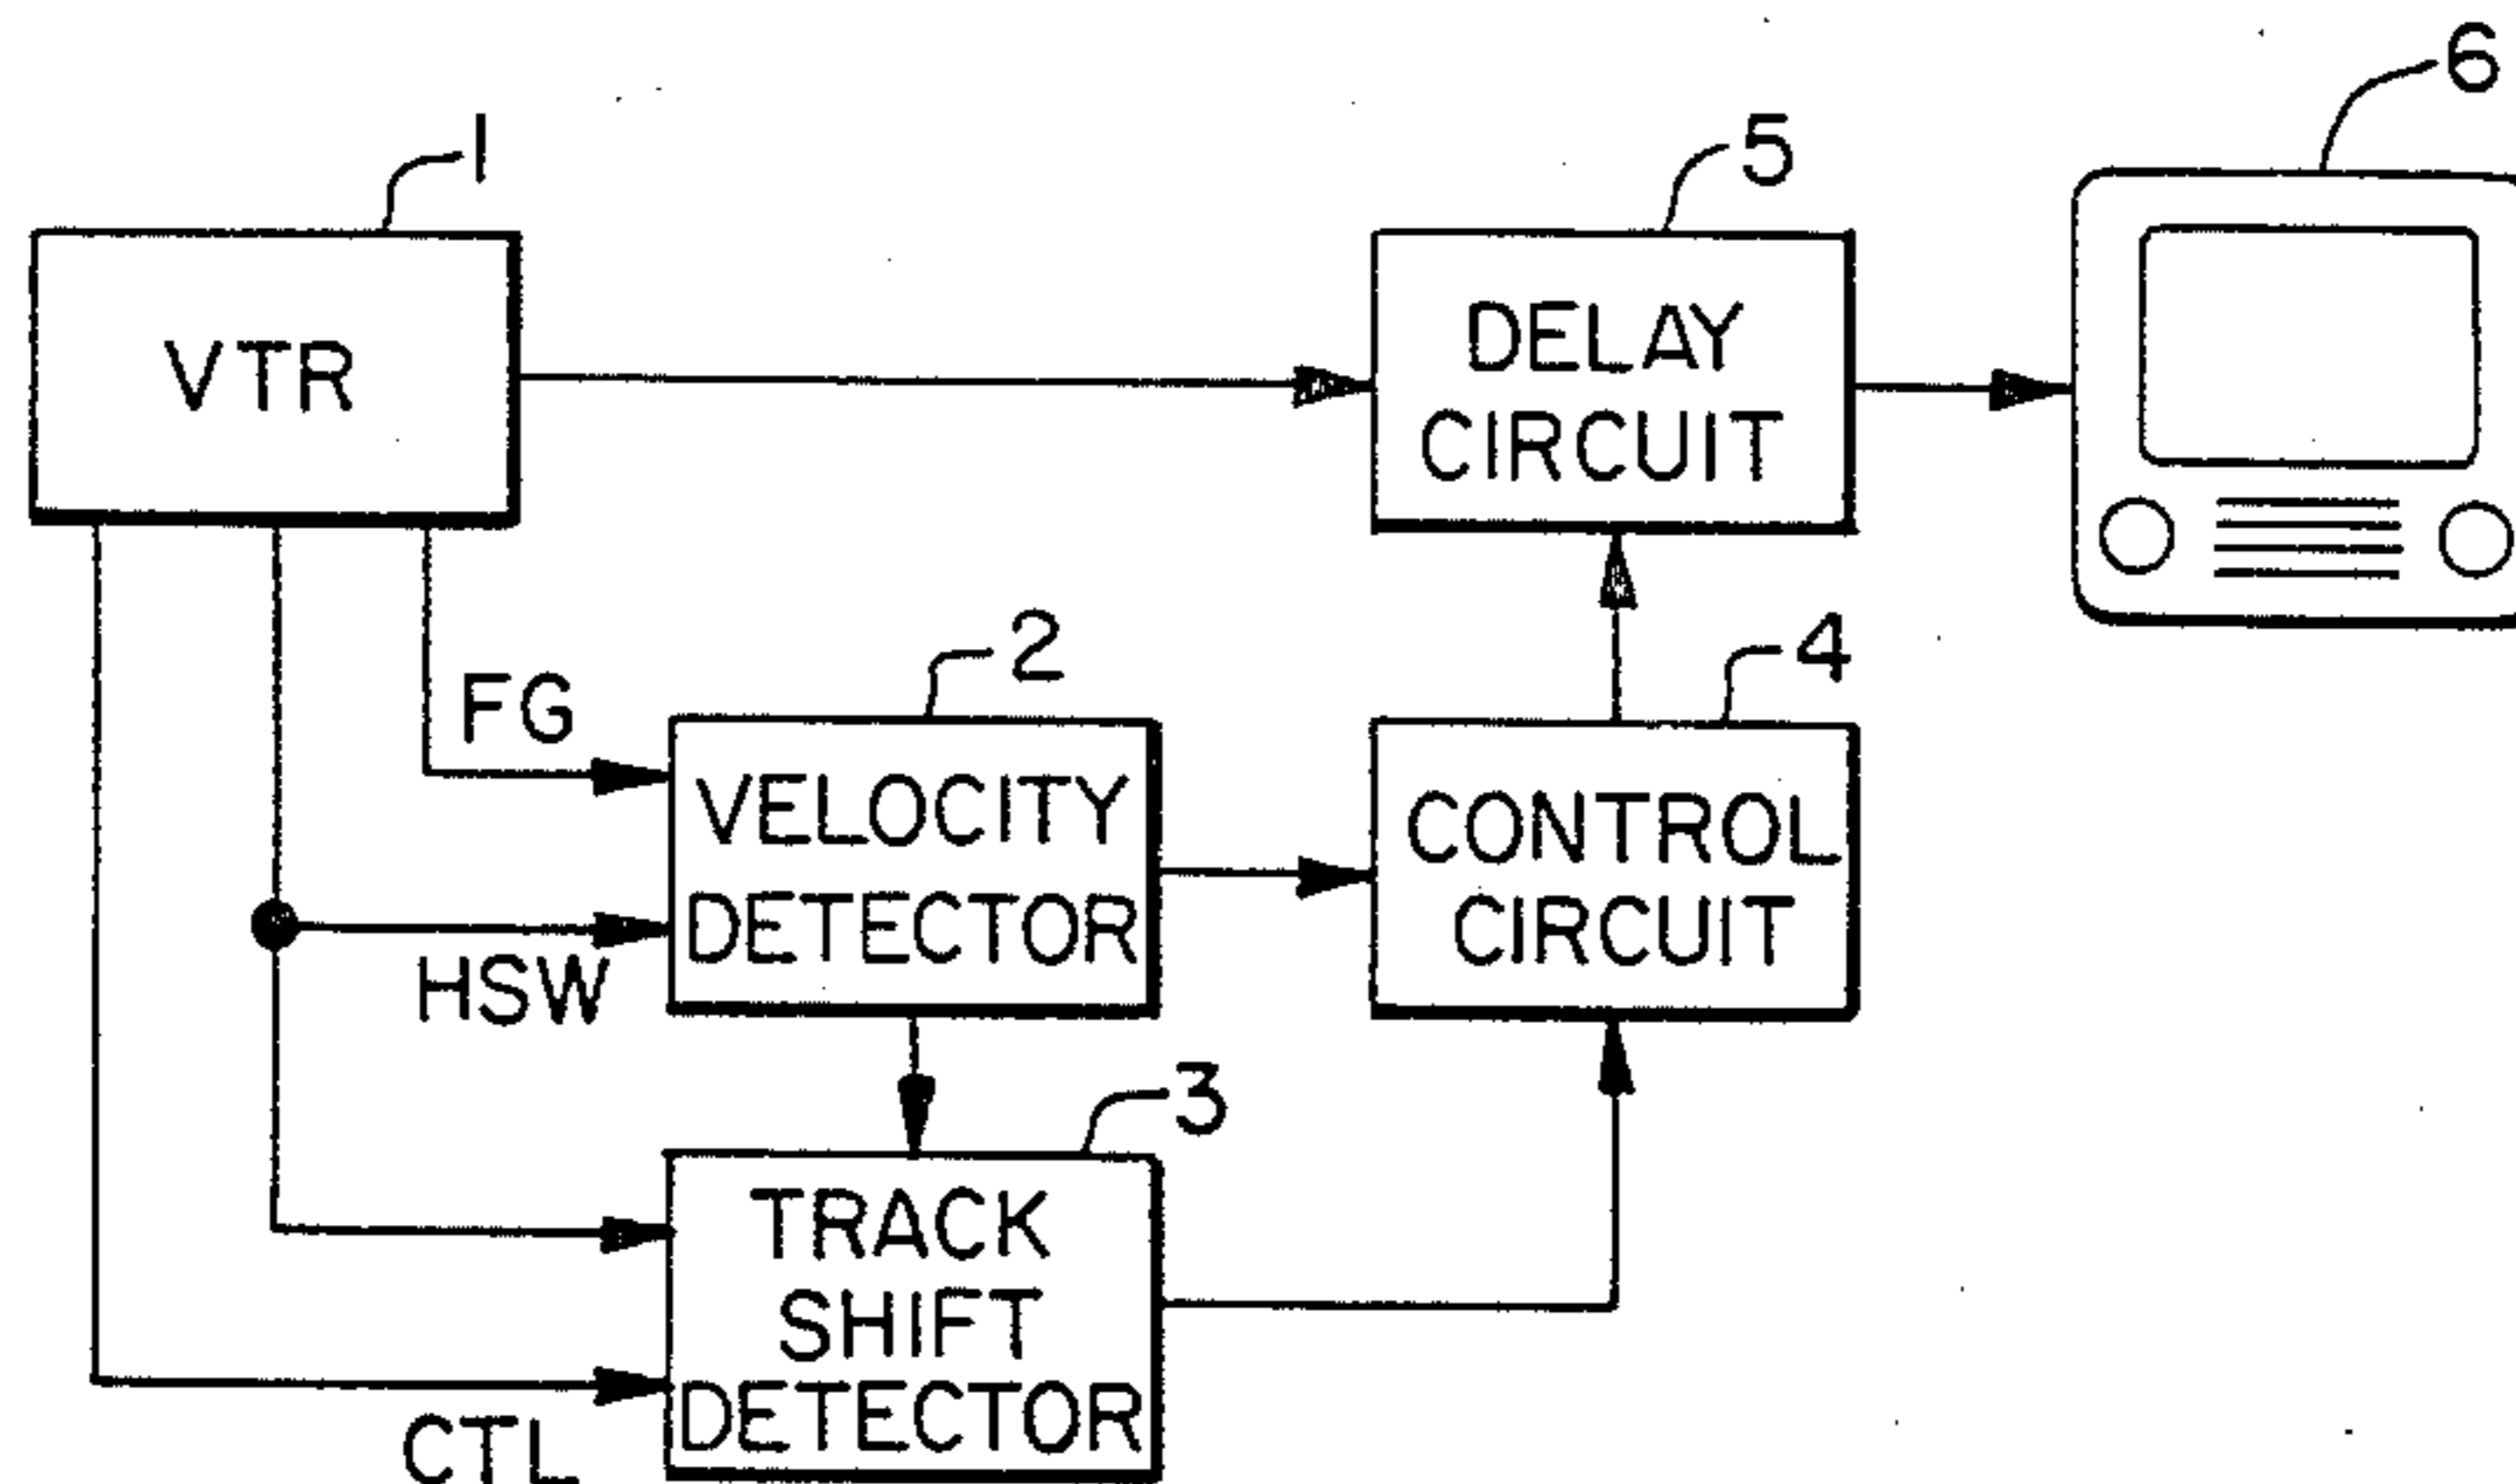 6
1
5
VTR
DELAY
CIRCUIT
2
4
FG
VELOCITY
DETECTOR
CONTROL
CIRCUIT
HSW
3
TRACK
SHIFT
DETECTOR
CTL